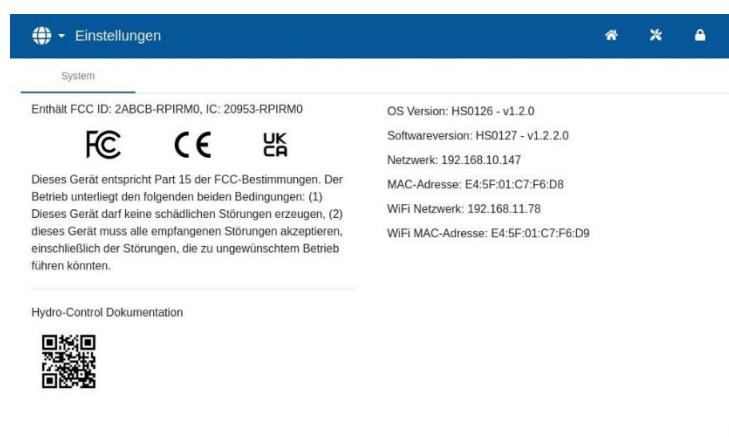 Einstellungen
System
Enthält FCC ID: 2ABCB-RPIRM0, IC: 20953-RPIRM0
FC CE UK
CA
Dieses Gerät entspricht Part 15 der FCC-Bestimmungen. Der
Betrieb unterliegt den folgenden beiden Bedingungen: (1)
Dieses Gerät darf keine schädlichen Störungen erzeugen, (2)
dieses Gerät muss alle empfangenen Störungen akzeptieren,
einschließlich der Störungen, die zu ungewünschtem Betrieb
führen könnten.
Hydro-Control Dokumentation
OS Version: HS0126 - v1.2.0
Softwareversion: HS0127 - v1.2.2.0
Netzwerk: 192.168.10.147
MAC-Adresse: E4:5F:01:C7:F6:D8
WiFi Netzwerk: 192.168.11.78
WiFi MAC-Adresse: E4:5F:01:C7:F6:D9